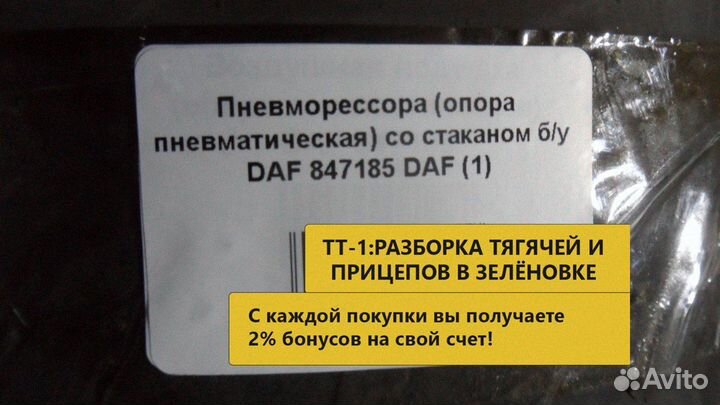 Пневморессора (опора
пневматическая) со стаканом б/у
DAF 847185 DAF (1)
ТТ-1:РАЗБОРКА ТЯГАЧЕЙ И
ПРИЦЕПОВ В ЗЕЛЁНОВКЕ
С каждой покупки вы получаете
2% бонусов на свой счет!
Avito